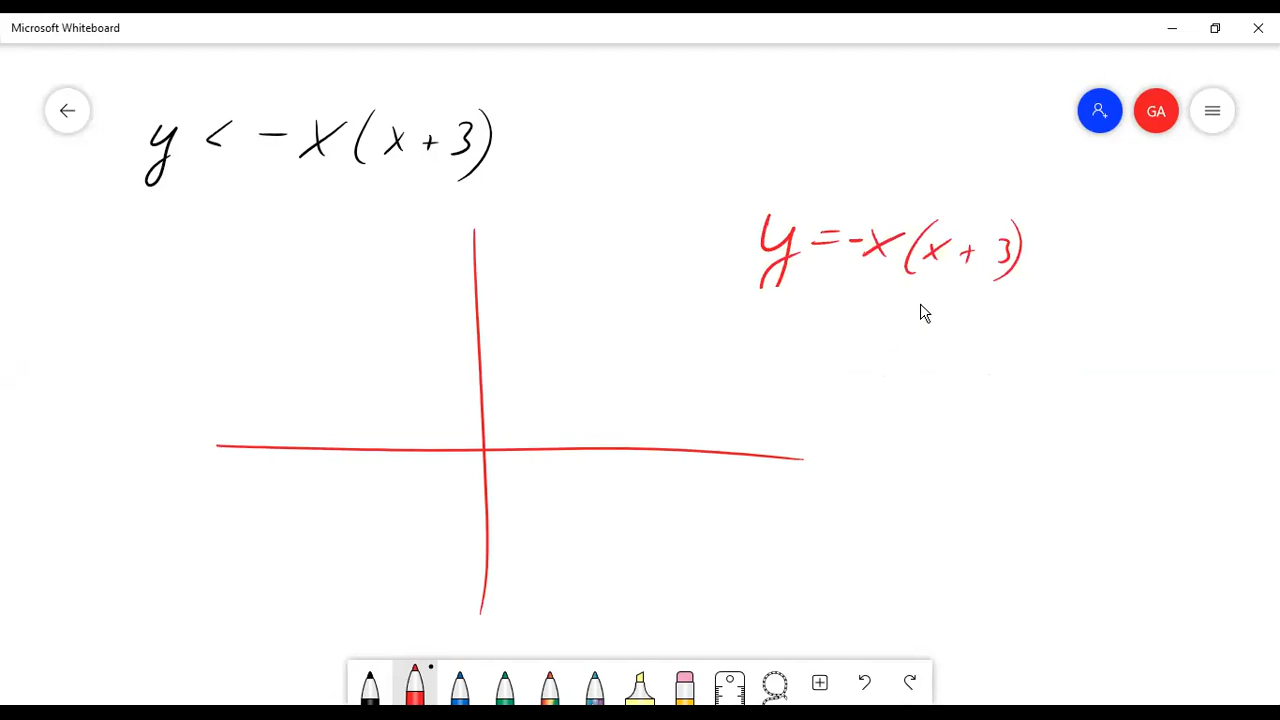 Microsoft Whiteboard
y < -x(x+3)
GA
y = -x(x+3)